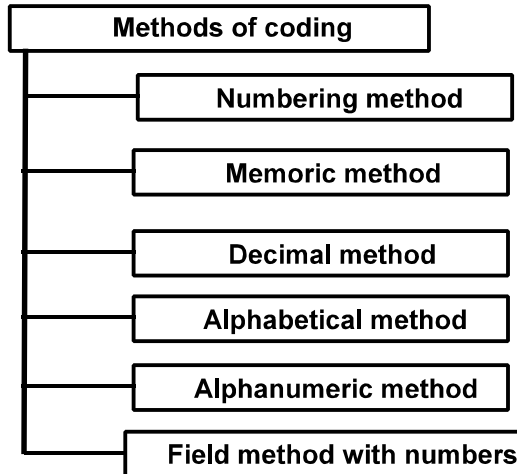 Methods of coding
Numbering method
Memoric method
Decimal method
Alphabetical method
Alphanumeric method
Field method with numbers